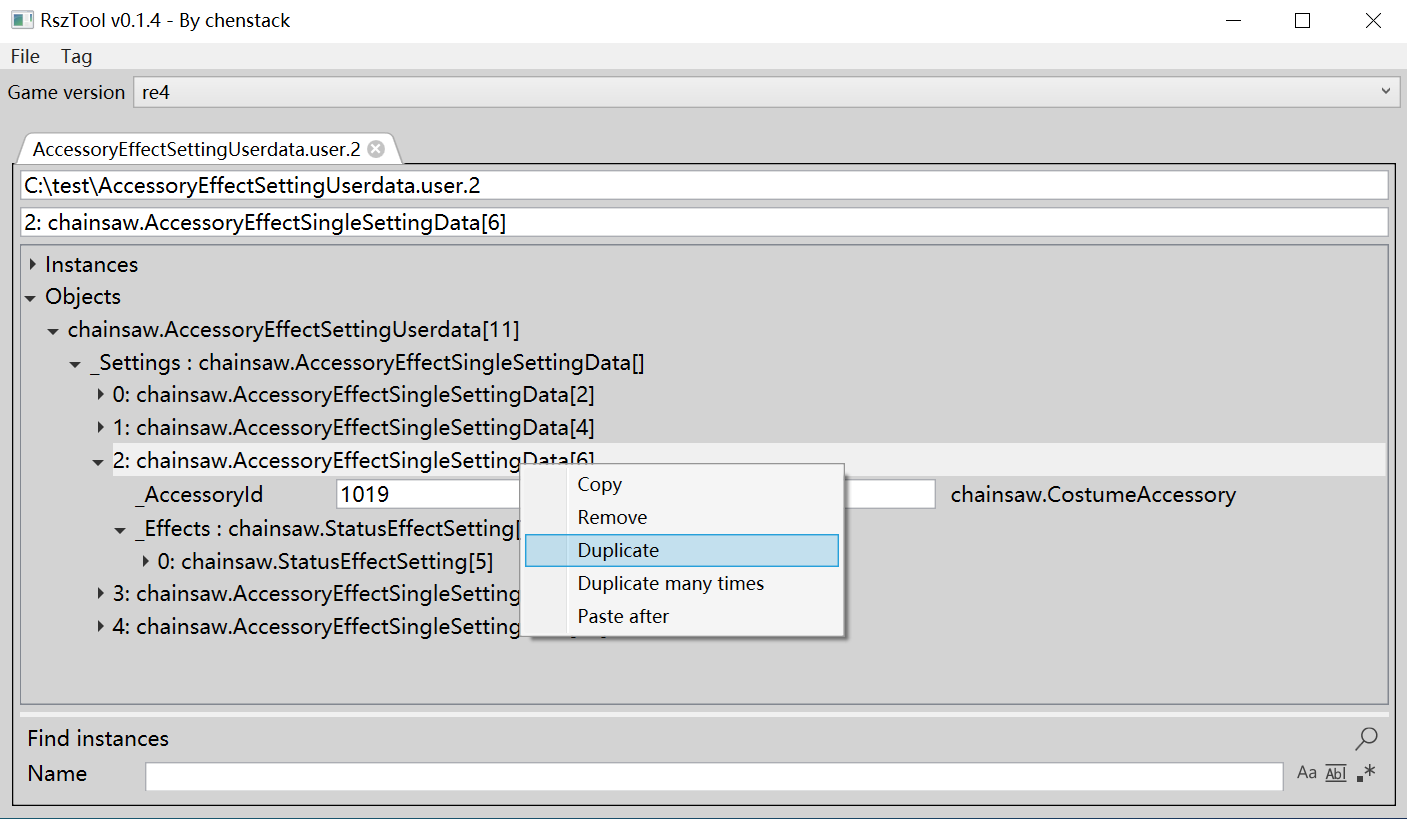 RszTool v0.1.4 - By chenstack
File Tag
Game version re4
AccessoryEffectSettingUserdata.user.2
C:\test\AccessoryEffectSettingUserdata.user.2
2: chainsaw.AccessoryEffectSingleSettingData[6]
Instances
Objects
chainsaw.AccessoryEffectSettingUserdata[11]
_Settings : chainsaw.AccessoryEffectSingleSettingData[]
0: chainsaw.AccessoryEffectSingleSettingData[2]
1: chainsaw.AccessoryEffectSingleSettingData[4]
2: chainsaw.AccessoryEffectSingleSettingData[6]
_AccessoryId 1019 chainsaw.CostumeAccessory
_Effects : chainsaw.StatusEffectSetting[
0: chainsaw.StatusEffectSetting[5]
3: chainsaw.AccessoryEffectSingleSetting
4: chainsaw.AccessoryEffectSingleSetting
Copy
Remove
Duplicate
Duplicate many times
Paste after
Find instances
Name
Aa Abl .*